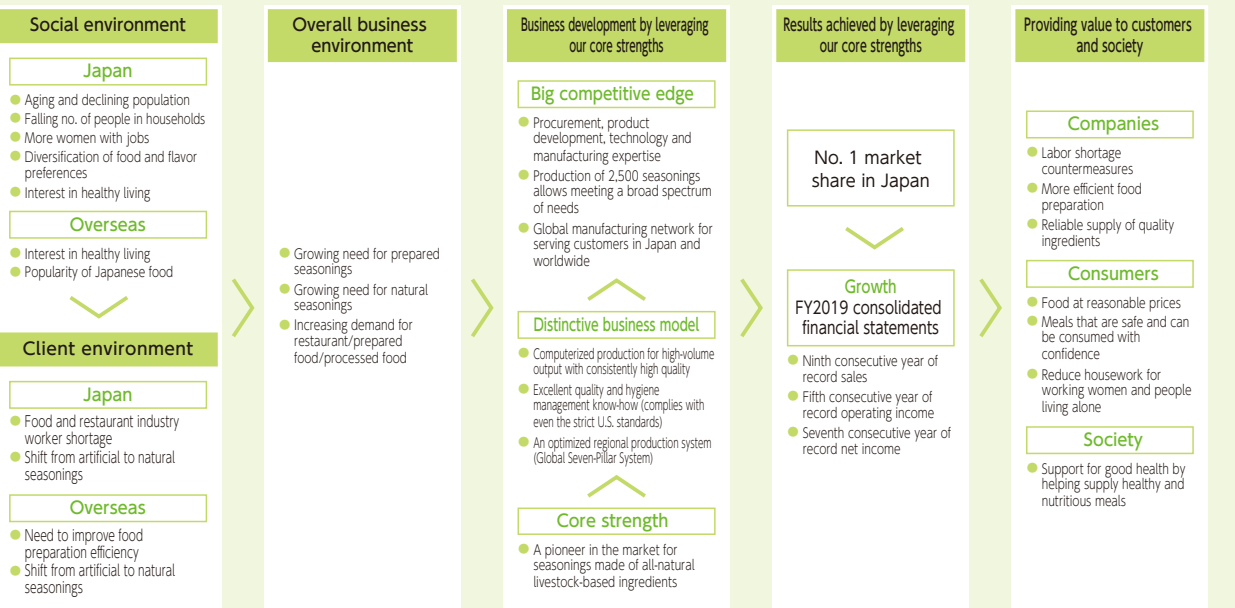 Social environment
Japan
Aging and declining population
Falling no. of people in households
More women with jobs
Diversification of food and flavor
preferences
Interest in healthy living
Overseas
Interest in healthy living
Popularity of Japanese food
Client environment
Japan
Food and restaurant industry
worker shortage
Shift from artificial to natural
seasonings
Overseas
Need to improve food
preparation efficiency
Shift from artificial to natural
seasonings
Overall business
environment
Growing need for prepared
seasonings
Growing need for natural
seasonings
Increasing demand for
restaurant/prepared
food/processed food
Business development by leveraging
our core strengths
Big competitive edge
Procurement, product
development, technology and
manufacturing expertise
Production of 2,500 seasonings
allows meeting a broad spectrum
of needs
Global manufacturing network for
serving customers in Japan and
worldwide
Distinctive business model
Computerized production for high-volume
output with consistently high quality
Excellent quality and hygiene
management know-how (complies with
even the strict U.S. standards)
An optimized regional production system
(Global Seven-Pillar System)
Core strength
A pioneer in the market for
seasonings made of all-natural
livestock-based ingredients
Results achieved by leveraging
our core strengths
No. 1 market
share in Japan
Growth
FY2019 consolidated
financial statements
Ninth consecutive year of
record sales
Fifth consecutive year of
record operating income
Seventh consecutive year of
record net income
Providing value to customers
and society
Companies
Labor shortage
countermeasures
More efficient food
preparation
Reliable supply of quality
ingredients
Consumers
Food at reasonable prices
Meals that are safe and can
be consumed with
confidence
Reduce housework for
working women and people
living alone
Society
Support for good health by
helping supply healthy and
nutritious meals